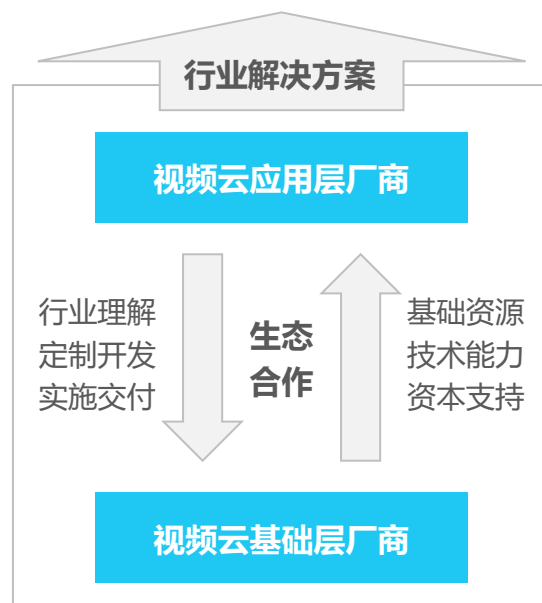 行业解决方案
视频云应用层厂商
行业理解
定制开发
实施交付
生态
合作
基础资源
技术能力
资本支持
视频云基础层厂商